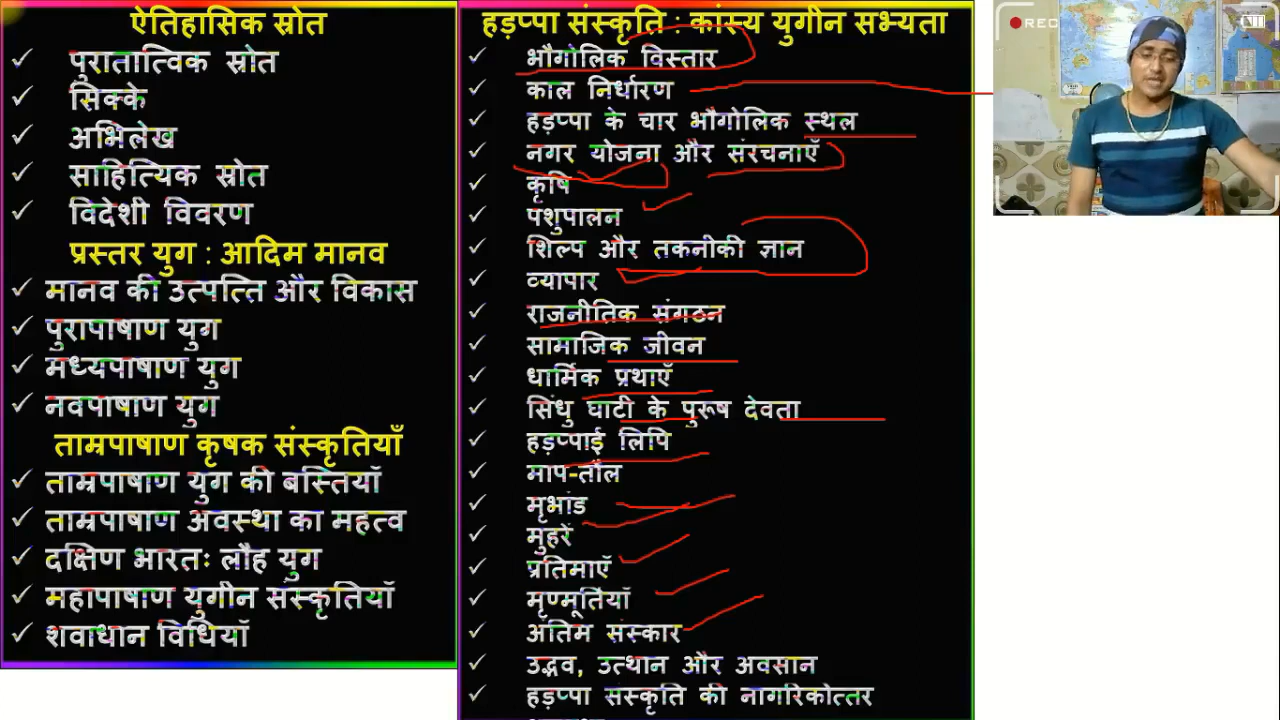 ऐतिहासिक स्रोत
पुरातात्विक स्रोत
सिक्के
अभिलेख
साहित्यिक स्रोत
विदेशी विवरण
प्रस्तर युग : आदिम मानव
मानव की उत्पत्ति और विकास
पुरापाषाण युग
मध्यपाषाण युग
नवपाषाण युग
ताम्रपाषाण कृषक संस्कृतियाँ
ताम्रपाषाण युग की बस्तियाँ
ताम्रपाषाण अवस्था का महत्व
दक्षिण भारतः लौह युग
महापाषाण युगीन संस्कृतियाँ
शवाधान विधियाँ
हड़प्पा संस्कृति : कांस्य युगीन सभ्यता
भौगोलिक विस्तार
काल निर्धारण
हड़प्पा के चार भौगोलिक स्थल
नगर योजना और संरचनाएँ
कृषि
पशुपालन
शिल्प और तकनीकी ज्ञान
व्यापार
राजनीतिक संगठन
सामाजिक जीवन
धार्मिक प्रथाएँ
सिंधु घाटी के पुरूष देवता
हड़प्पाई लिपि
माप-तौल
मृभांड
मुहरें
प्रतिमाएँ
मृण्मूर्तियाँ
अंतिम संस्कार
उद्भव, उत्थान और अवसान
हड़प्पा संस्कृति की नागरिकोत्तर
REC